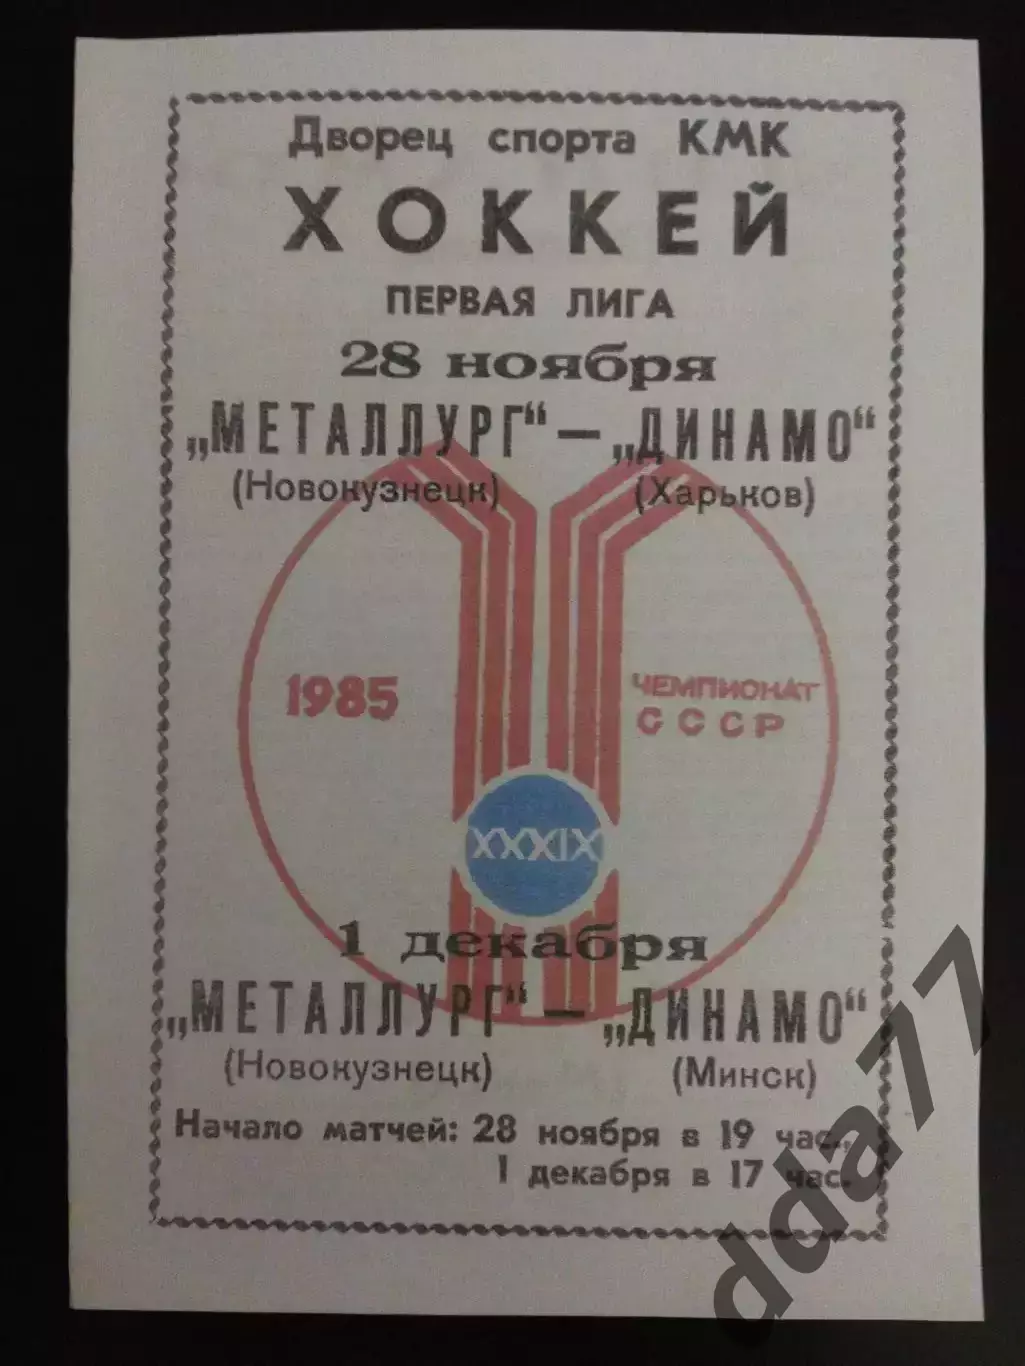 Дворец спорта КМК
ХОККЕЙ
ПЕРВАЯ ЛИГА
28 ноября
„МЕТАЛЛУРГ“ — „ДИНАМО“
(Новокузнецк) (Харьков)
1985
ЧЕМПИОНАТ
СССР
XXXIX
1 декабря
„МЕТАЛЛУРГ“ — „ДИНАМО“
(Новокузнецк) (Минск)
Начало матчей: 28 ноября в 19 час.,
1 декабря в 17 час.
dda77